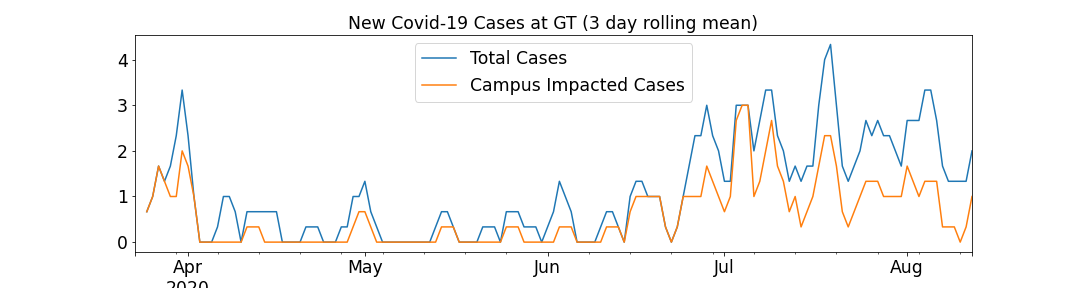 New Covid-19 Cases at GT (3 day rolling mean)
Total Cases
Campus Impacted Cases
4
3
2
1
0
Apr May Jun Jul Aug
2020